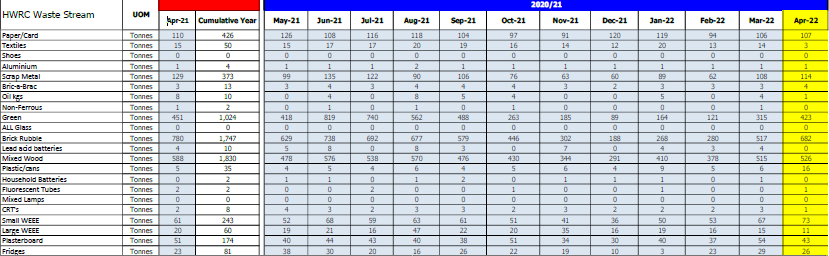 2020/21
HWRC Waste Stream UOM Apr-21 Cumulative Year May-21 Jun-21 Jul-21 Aug-21 Sep-21 Oct-21 Nov-21 Dec-21 Jan-22 Feb-22 Mar-22 Apr-22
Paper/Card Tonnes 110 426 126 108 116 118 104 97 91 120 119 94 106 107
Textiles Tonnes 15 50 15 17 17 20 19 16 14 12 20 13 14 3
Shoes Tonnes 0 0 0 0 0 0 0 0 0 0 0 0 0 0
Aluminium Tonnes 1 4 1 1 1 2 1 1 1 1 1 1 1 1
Scrap Metal Tonnes 129 373 99 135 122 90 106 76 63 60 89 62 108 114
Bric-a-Brac Tonnes 3 13 3 4 3 4 4 4 3 2 3 3 3 4
Oil kgs Tonnes 8 10 0 4 0 8 5 4 0 0 5 0 4 1
Non-Ferrous Tonnes 1 2 0 1 0 1 0 1 0 0 0 0 1 0
Green Tonnes 451 1,024 418 819 740 562 488 263 185 89 164 121 315 423
ALL Glass Tonnes 0 0 0 0 0 0 0 0 0 0 0 0 0 0
Brick Rubble Tonnes 780 1,747 629 738 692 677 579 446 302 188 268 280 517 682
Lead acid batteries Tonnes 4 10 5 8 0 8 3 0 7 0 4 3 4 0
Mixed Wood Tonnes 588 1,830 478 576 538 570 476 430 344 291 410 378 515 526
Plastic/cans Tonnes 5 35 4 5 4 6 4 5 6 4 9 5 6 16
Household Batteries Tonnes 0 2 1 1 0 1 2 0 1 1 1 0 1 0
Fluorescent Tubes Tonnes 2 2 0 0 2 0 0 1 0 0 1 0 0 1
Mixed Lamps Tonnes 0 0 0 0 0 0 0 0 0 0 0 0 0 0
CRT's Tonnes 2 8 4 3 2 3 3 2 3 2 2 2 3 1
Small WEEE Tonnes 61 243 52 68 59 63 61 51 41 36 50 53 67 73
Large WEEE Tonnes 20 60 19 21 16 47 22 20 35 16 19 16 15 11
Plasterboard Tonnes 51 174 40 44 43 40 38 51 34 30 40 37 54 43
Fridges Tonnes 23 81 38 30 20 16 26 22 19 10 3 23 29 26